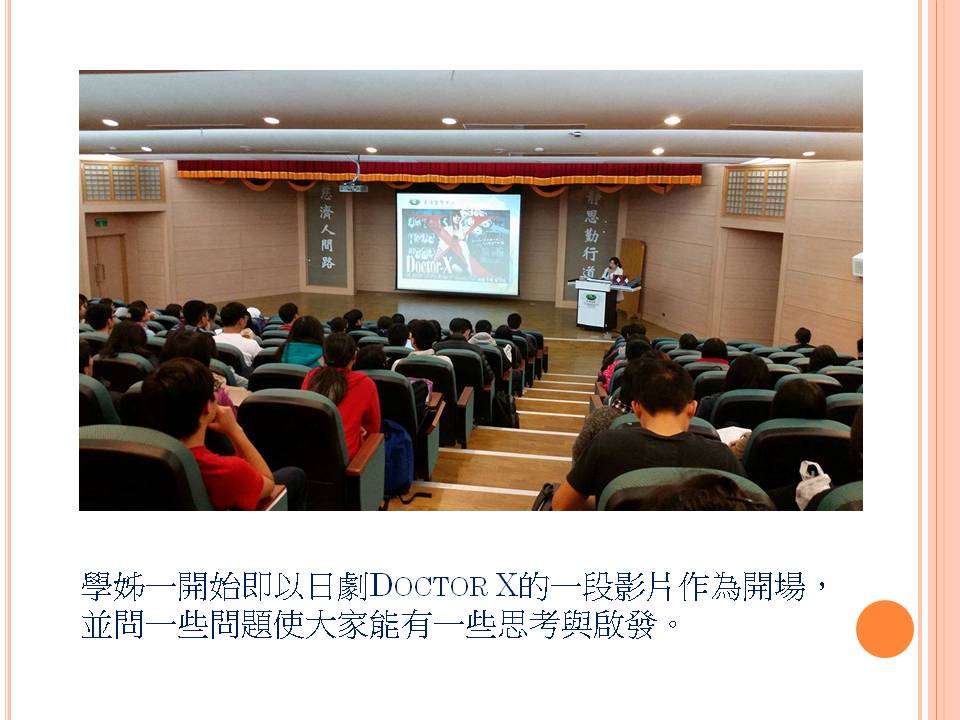 慈濟人間路
靜思勤行道
Doctor-X
學姊一開始即以日劇DOCTOR X的一段影片作為開場，
並問一些問題使大家能有一些思考與啟發。